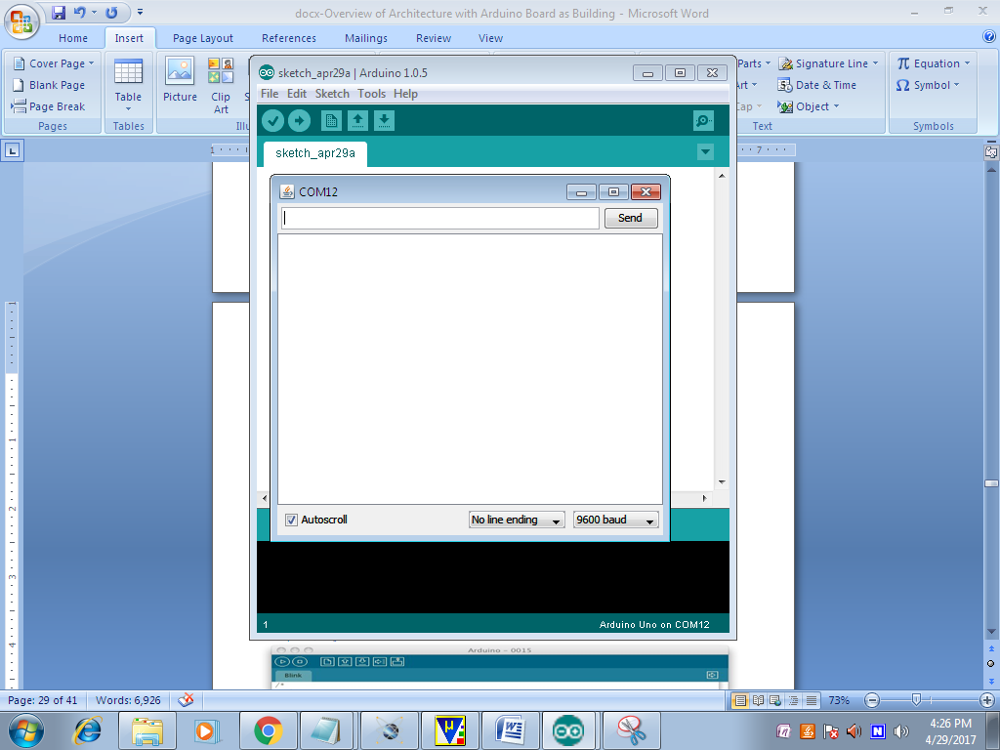 docx-Overview of Architecture with Arduino Board as Building - Microsoft Word
Home Insert Page Layout References Mailings Review View
Cover Page
Blank Page
Page Break
Pages
Table
Tables
Picture
Clip Art
sketch_apr29a | Arduino 1.0.5
File Edit Sketch Tools Help
sketch_apr29a
COM12
Send
Autoscroll
No line ending
9600 baud
1
Arduino Uno on COM12
Parts
Signature Line
Date & Time
Object
Text
Equation
Symbol
Symbols
Arduino - 0015
Blink
Page: 29 of 41
Words: 6,926
73%
4:26 PM
4/29/2017